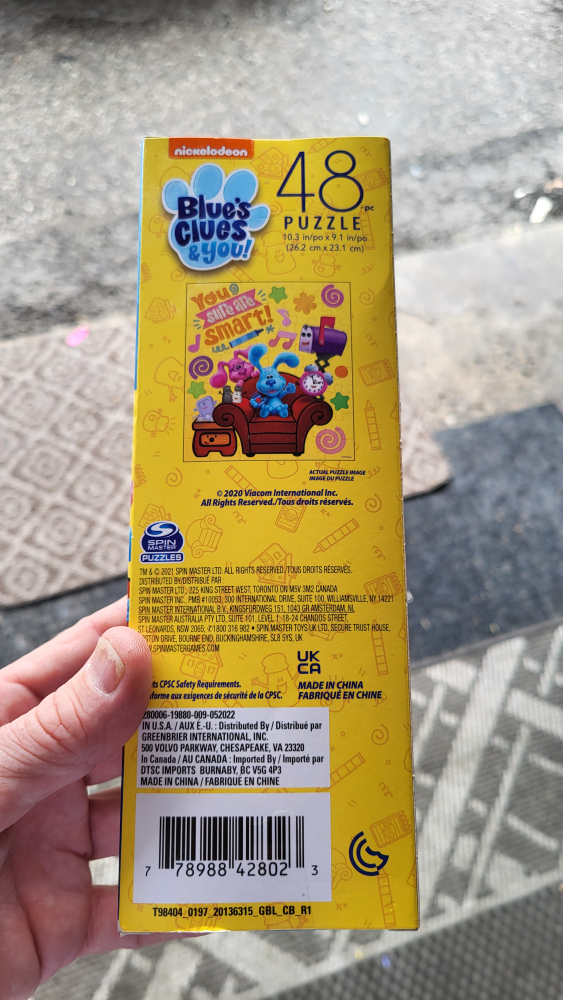 nickelodeon
Blue's
Clues
& YOU!
48 pc
PUZZLE
10.3 in/po x 9.1 in/po
(26.2 cm x 23.1 cm)
You
sure are
smart!
ACTUAL PUZZLE IMAGE
IMAGE DU PUZZLE
© 2020 Viacom International Inc.
All Rights Reserved./Tous droits réservés.
SPIN
MASTER
PUZZLES
TM & © 2021 SPIN MASTER LTD. ALL RIGHTS RESERVED./TOUS DROITS RÉSERVÉS.
DISTRIBUTED BY/DISTRIBUÉ PAR :
SPIN MASTER LTD., 225 KING STREET WEST, TORONTO ON M5V 3M2 CANADA
SPIN MASTER INC., PMB #10053, 300 INTERNATIONAL DRIVE, SUITE 100, WILLIAMSVILLE, NY 14221
SPIN MASTER INTERNATIONAL B.V., KINGSFORDWEG 151, 1043 GR AMSTERDAM, NL
SPIN MASTER AUSTRALIA PTY LTD, SUITE 101, LEVEL 1, 18-24 CHANDOS STREET,
ST LEONARDS, NSW 2065; ✆1800 316 982 • SPIN MASTER TOYS UK LTD, SECURE TRUST HOUSE,
DRIVE, BOURNE END, BUCKINGHAMSHIRE, SL8 5YS, UK
.SPINMASTERGAMES.COM
CPSC Safety Requirements.
aux exigences de sécurité de la CPSC.
UK
CA
MADE IN CHINA
FABRIQUÉ EN CHINE
280006-19880-009-052022
IN U.S.A. / AUX É.-U. : Distributed By / Distribué par
GREENBRIER INTERNATIONAL, INC.
500 VOLVO PARKWAY, CHESAPEAKE, VA 23320
In Canada / AU CANADA : Imported By / Importé par
DTSC IMPORTS BURNABY, BC V5G 4P3
MADE IN CHINA / FABRIQUÉ EN CHINE
7 78988 42802 3
T98404_0197_20136315_GBL_CB_R1